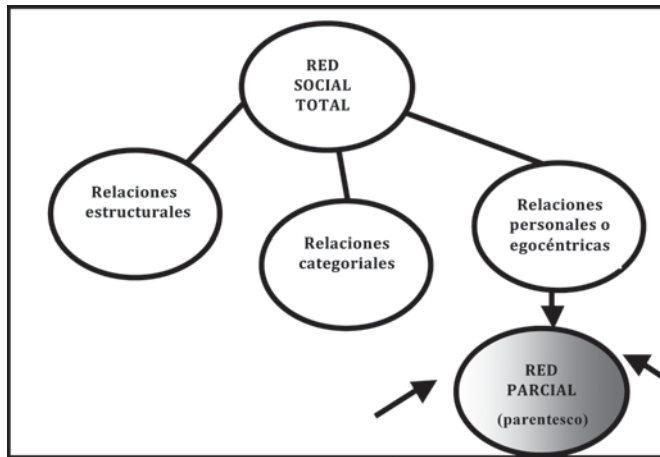 RED
SOCIAL
TOTAL
Relaciones
estructurales
Relaciones
categoriales
Relaciones
personales o
egocéntricas
RED
PARCIAL
(parentesco)